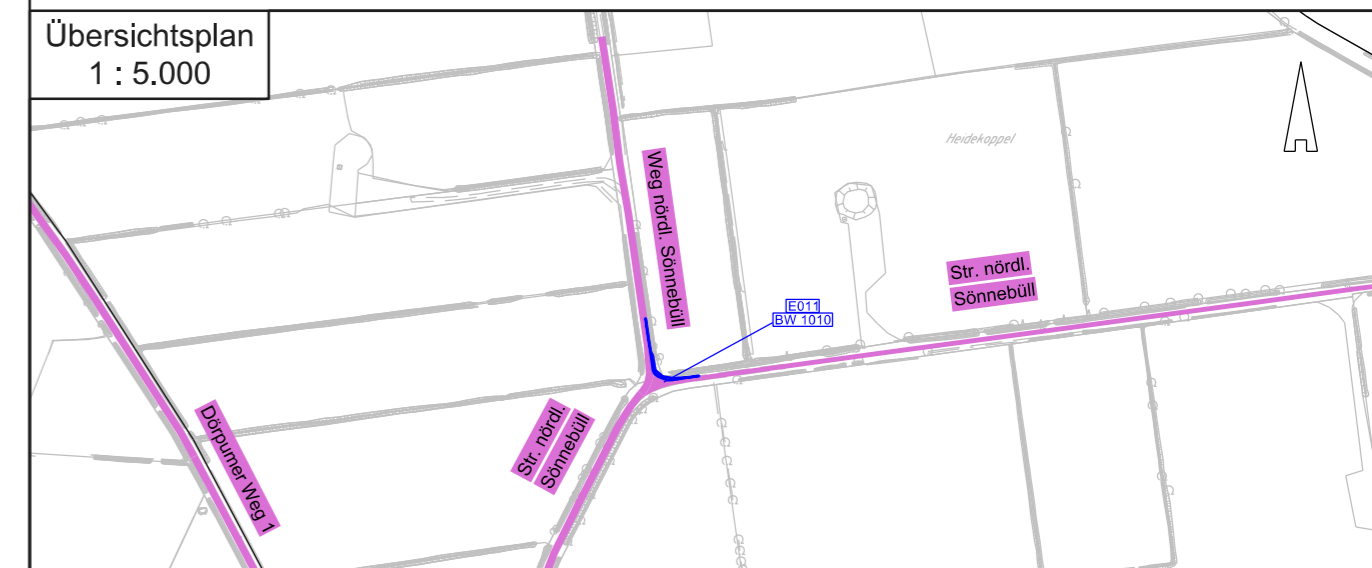 Übersichtsplan
1 : 5.000
Heidekoppel
Weg nördl. Sönnebüll
Str. nördl.
Sönnebüll
E011
BW 1010
Str. nördl.
Sönnebüll
Dörpumer Weg 1